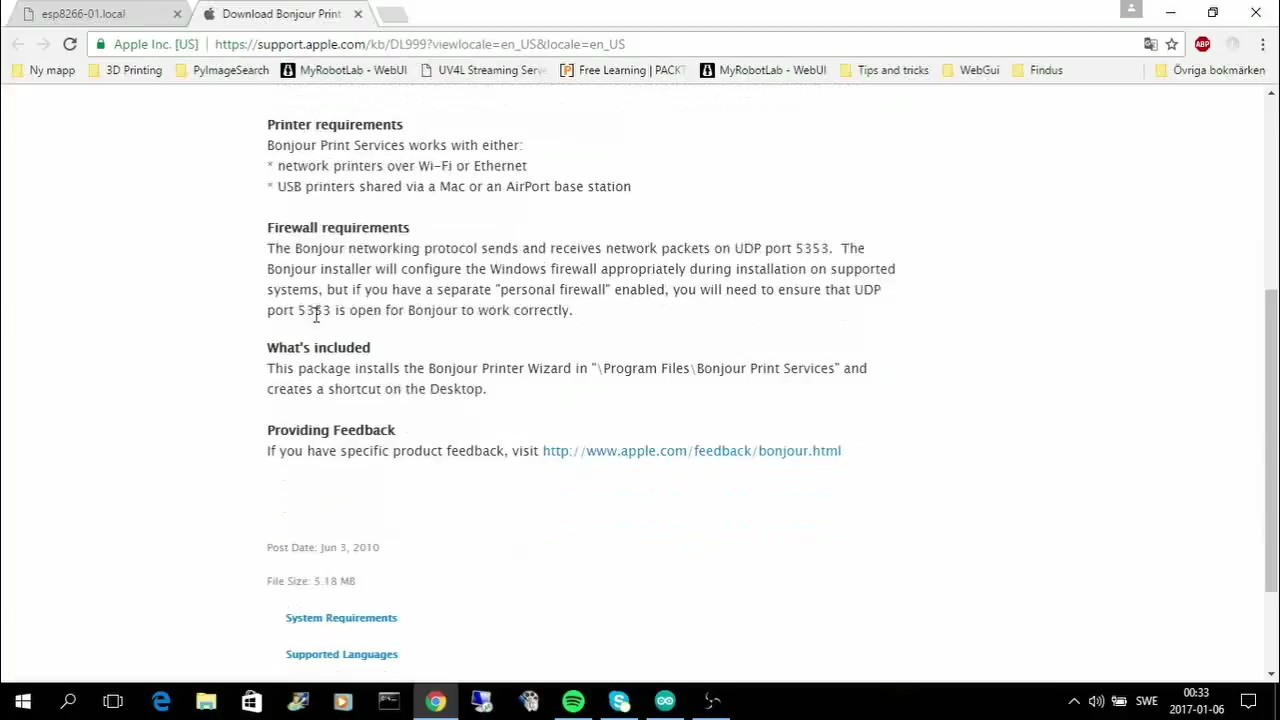 esp8266-01.local
Download Bonjour Print
Apple Inc. [US]
https://support.apple.com/kb/DL999?viewlocale=en_US&locale=en_US
ABP
Ny mapp
3D Printing
PyImageSearch
MyRobotLab - WebUI
UV4L Streaming Serve
Free Learning | PACKT
MyRobotLab - WebUI
Tips and tricks
WebGui
Findus
Övriga bokmärken
Printer requirements
Bonjour Print Services works with either:
* network printers over Wi-Fi or Ethernet
* USB printers shared via a Mac or an AirPort base station
Firewall requirements
The Bonjour networking protocol sends and receives network packets on UDP port 5353. The
Bonjour installer will configure the Windows firewall appropriately during installation on supported
systems, but if you have a separate "personal firewall" enabled, you will need to ensure that UDP
port 5353 is open for Bonjour to work correctly.
What's included
This package installs the Bonjour Printer Wizard in "\Program Files\Bonjour Print Services" and
creates a shortcut on the Desktop.
Providing Feedback
If you have specific product feedback, visit http://www.apple.com/feedback/bonjour.html
Post Date: Jun 3, 2010
File Size: 5.18 MB
System Requirements
Supported Languages
SWE
00:33
2017-01-06